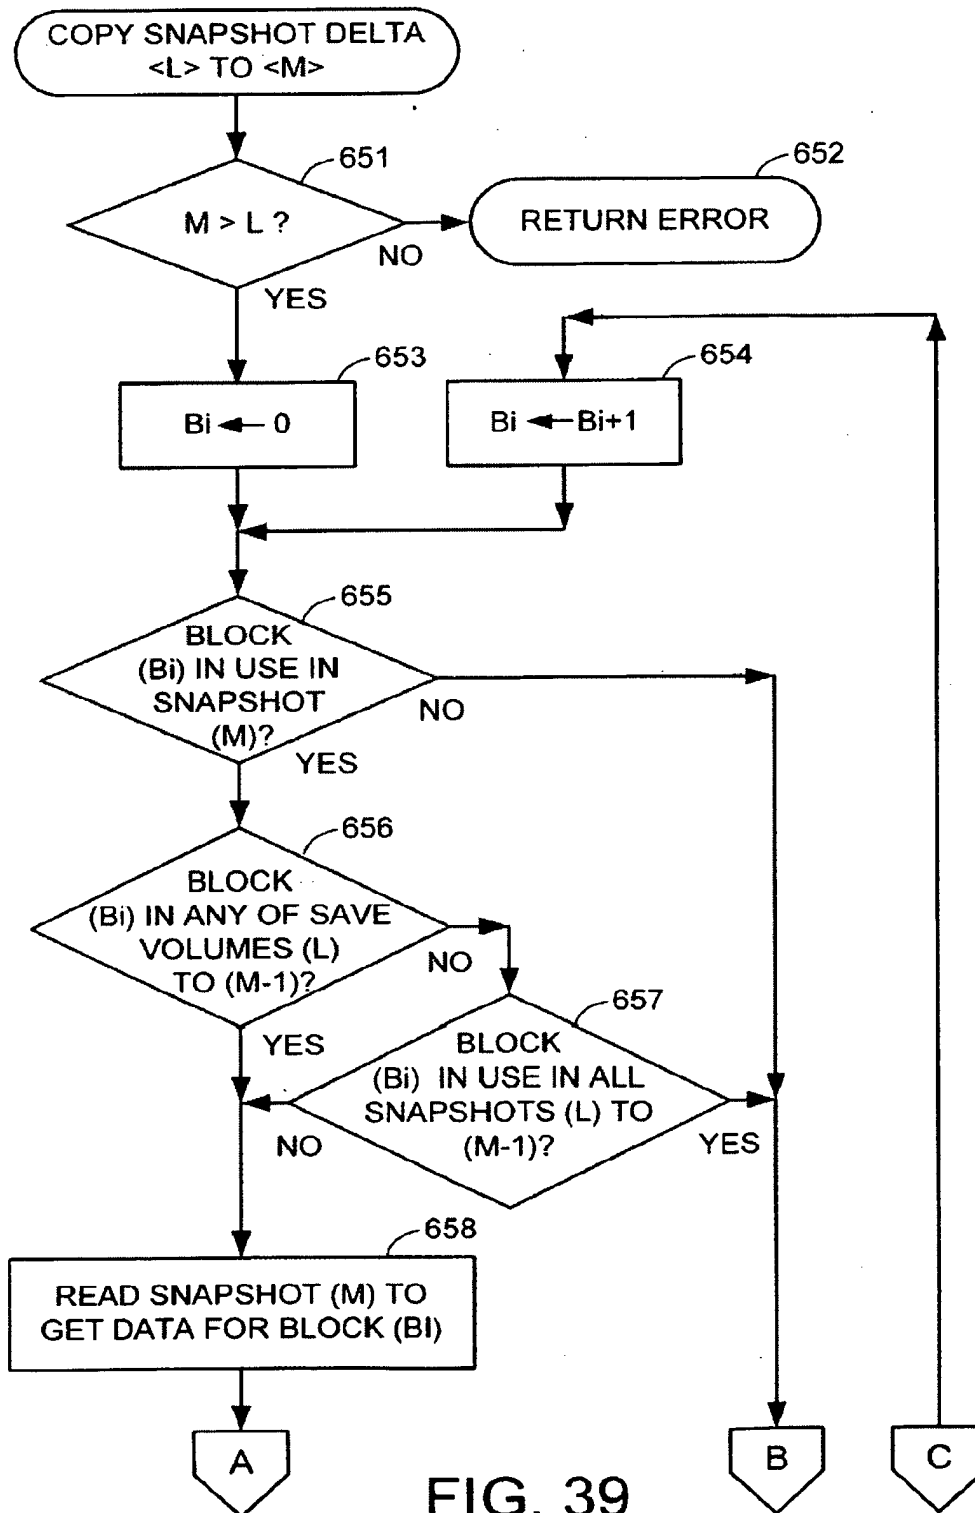 COPY SNAPSHOT DELTA
<L> TO <M>
651
M > L ?
NO
YES
652
RETURN ERROR
653
Bi ← 0
654
Bi ← Bi+1
655
BLOCK
(Bi) IN USE IN
SNAPSHOT
(M)?
NO
YES
656
BLOCK
(Bi) IN ANY OF SAVE
VOLUMES (L)
TO (M-1)?
NO
YES
657
BLOCK
(Bi) IN USE IN ALL
SNAPSHOTS (L) TO
(M-1)?
NO
YES
658
READ SNAPSHOT (M) TO
GET DATA FOR BLOCK (BI)
A
B
C
FIG. 39